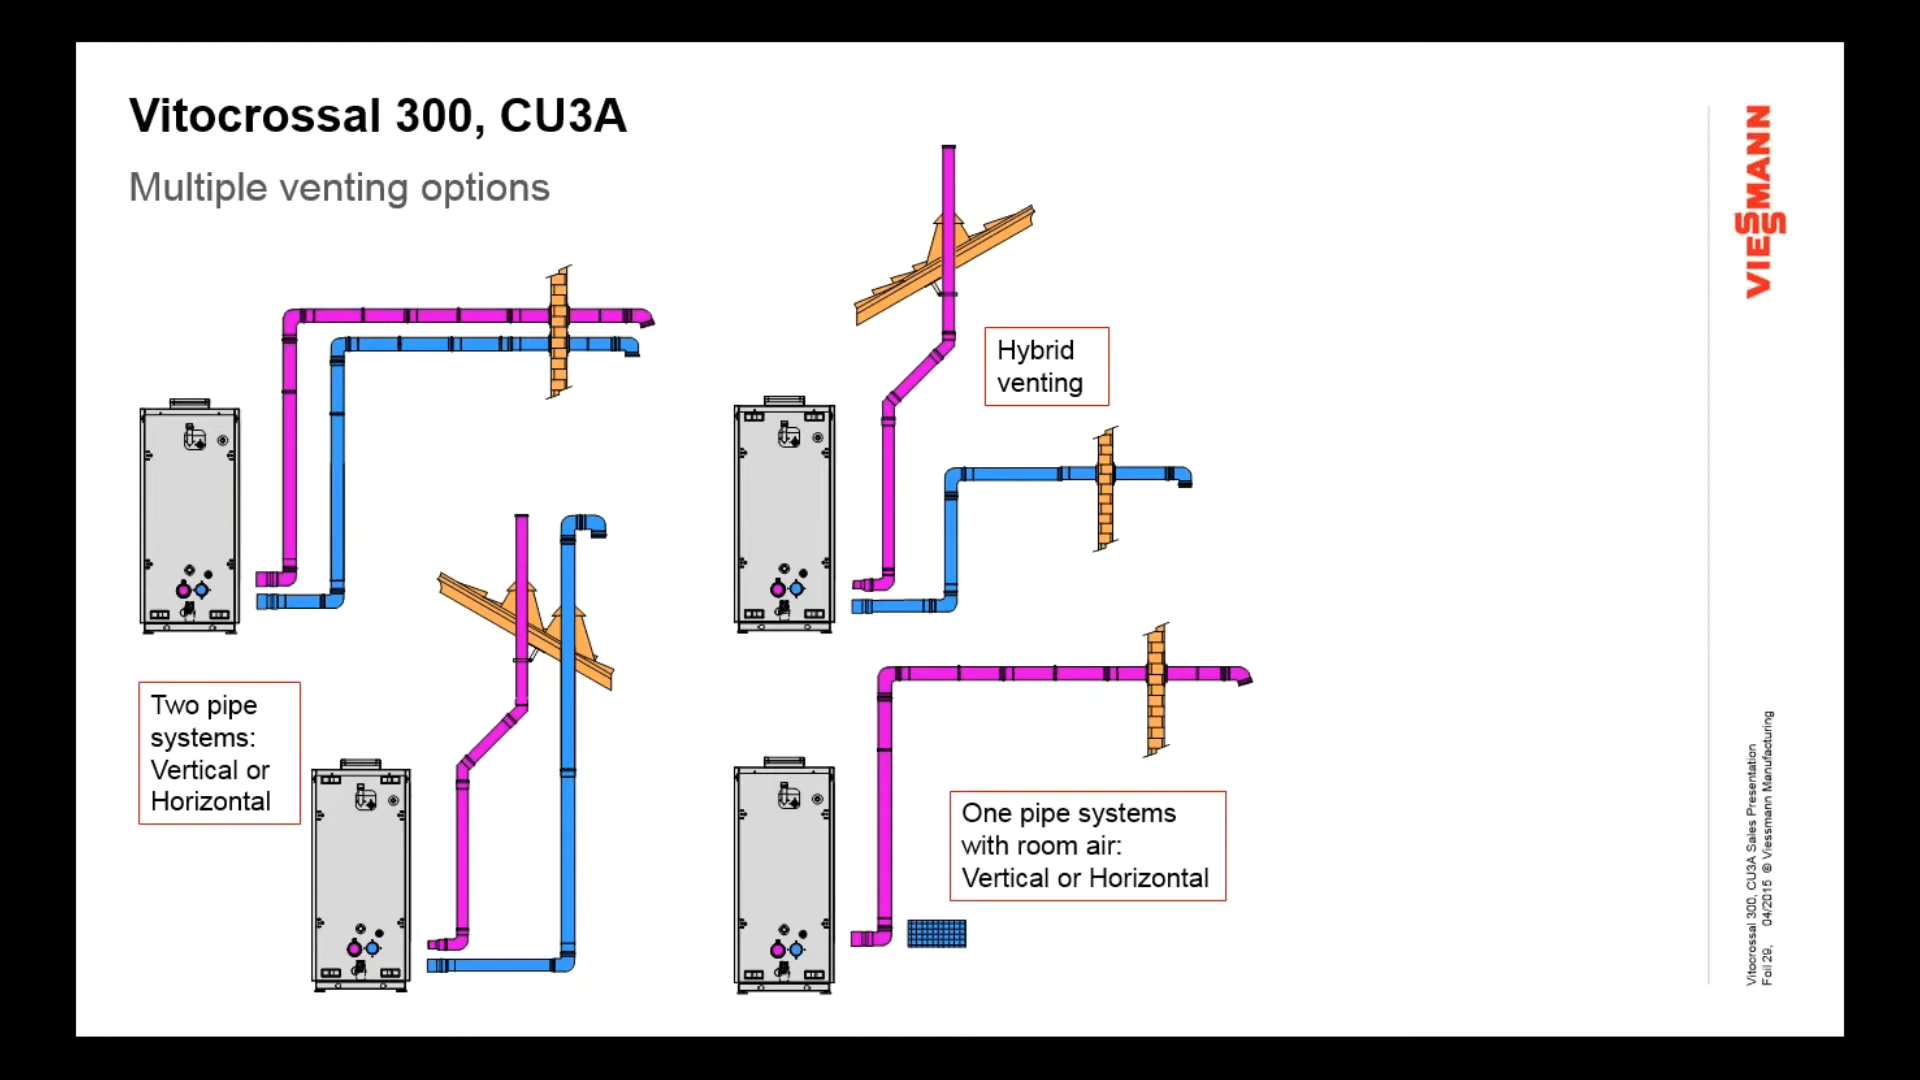 Vitocrossal 300, CU3A
Multiple venting options
Hybrid
venting
Two pipe
systems:
Vertical or
Horizontal
One pipe systems
with room air:
Vertical or Horizontal
VIESSMANN
Vitocrossal 300, CU3A Sales Presentation
Foil 29. 04/2015 © Viessmann Manufacturing